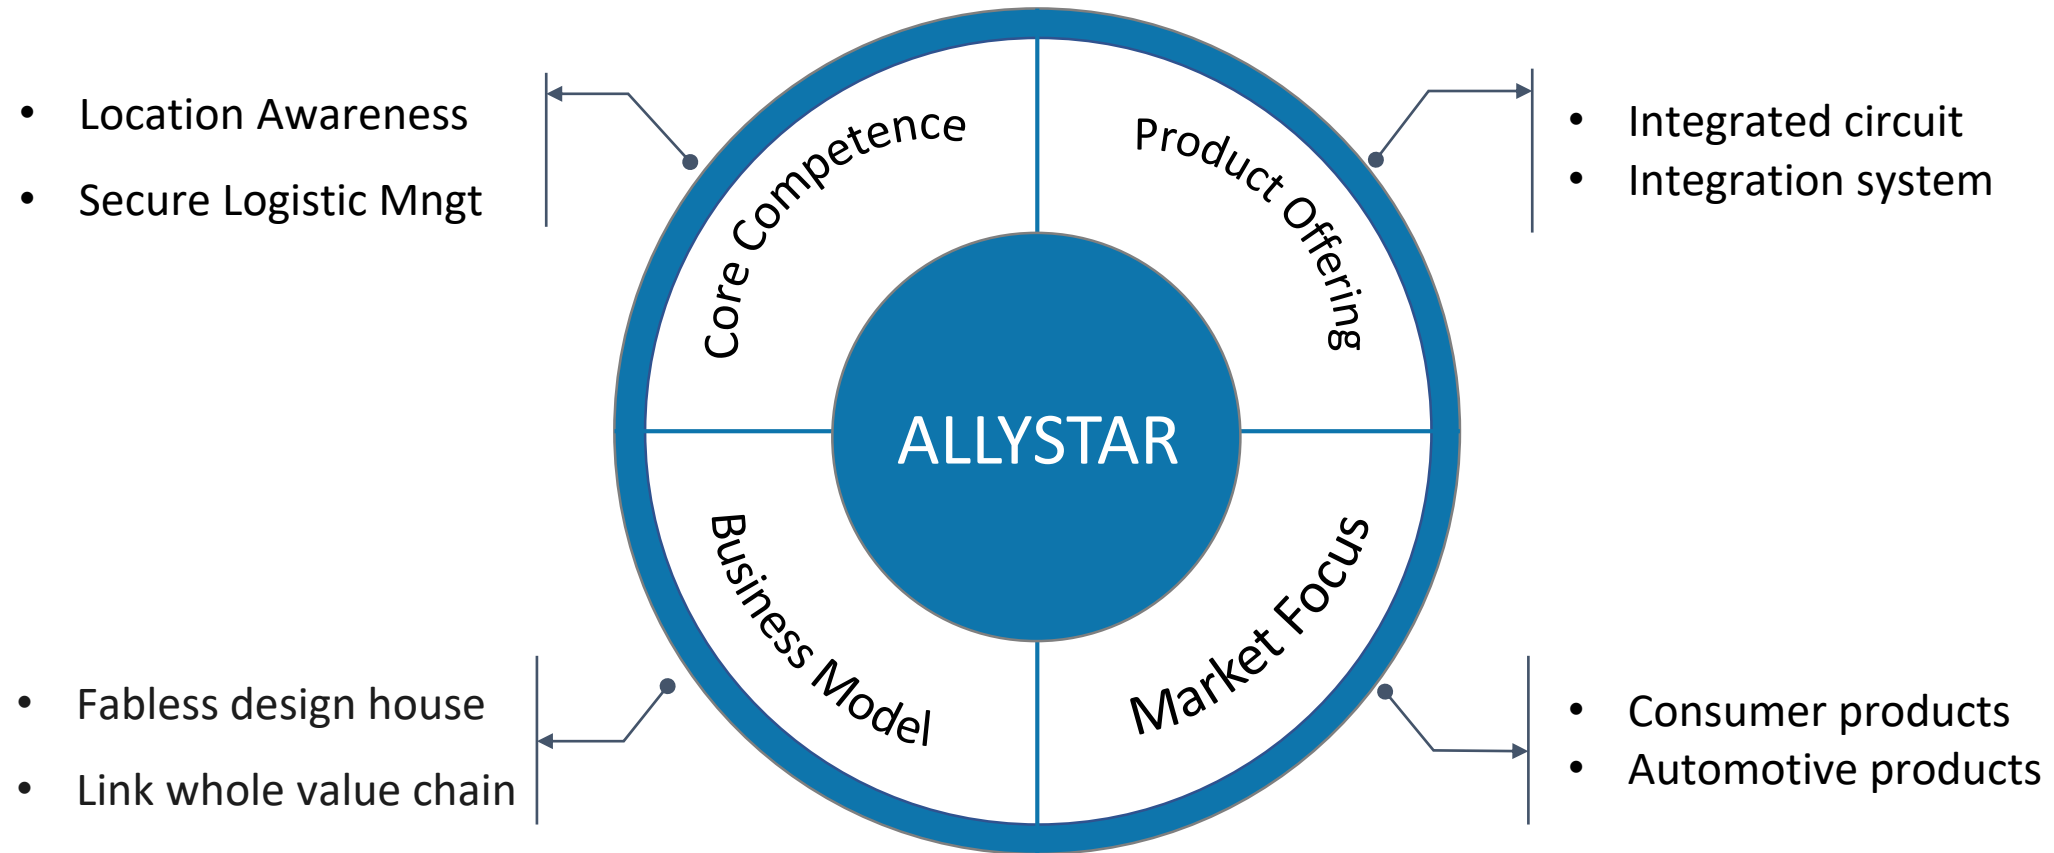 • Location Awareness
• Secure Logistic Mngt
Core Competence
Product Offering
• Integrated circuit
• Integration system
ALLYSTAR
• Fabless design house
• Link whole value chain
Business Model
Market Focus
• Consumer products
• Automotive products